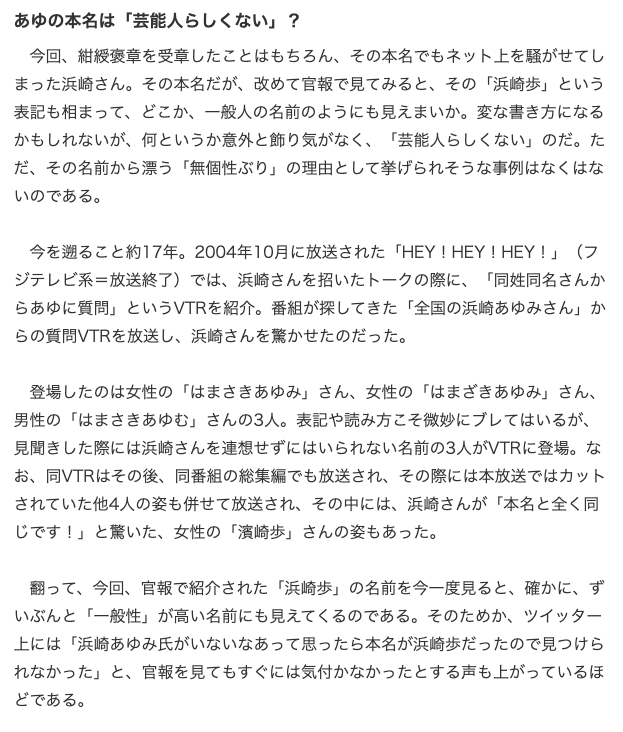 あゆの本名は「芸能人らしくない」？
今回、紺綬褒章を受章したことはもちろん、その本名でもネット上を騒がせてし
まった浜崎さん。その本名だが、改めて官報で見てみると、その「浜崎歩」という
表記も相まって、どこか、一般人の名前のようにも見えまいか。変な書き方になる
かもしれないが、何というか意外と飾り気がなく、「芸能人らしくない」のだ。た
だ、その名前から漂う「無個性ぶり」の理由として挙げられそうな事例はなくはな
いのである。
今を遡ること約17年。2004年10月に放送された「HEY！HEY！HEY！」（フ
ジテレビ系＝放送終了）では、浜崎さんを招いたトークの際に、「同姓同名さんか
らあゆに質問」というVTRを紹介。番組が探してきた「全国の浜崎あゆみさん」か
らの質問VTRを放送し、浜崎さんを驚かせたのだった。
登場したのは女性の「はまさきあゆみ」さん、女性の「はまざきあゆみ」さん、
男性の「はまさきあゆむ」さんの3人。表記や読み方こそ微妙にブレてはいるが、
見聞きした際には浜崎さんを連想せずにはいられない名前の3人がVTRに登場。な
お、同VTRはその後、同番組の総集編でも放送され、その際には本放送ではカット
されていた他4人の姿も併せて放送され、その中には、浜崎さんが「本名と全く同
じです！」と驚いた、女性の「濱崎歩」さんの姿もあった。
翻って、今回、官報で紹介された「浜崎歩」の名前を今一度見ると、確かに、ず
いぶんと「一般性」が高い名前にも見えてくるのである。そのためか、ツイッター
上には「浜崎あゆみ氏がいないなあって思ったら本名が浜崎歩だったので見つけら
れなかった」と、官報を見てもすぐには気付かなかったとする声も上がっているほ
どである。